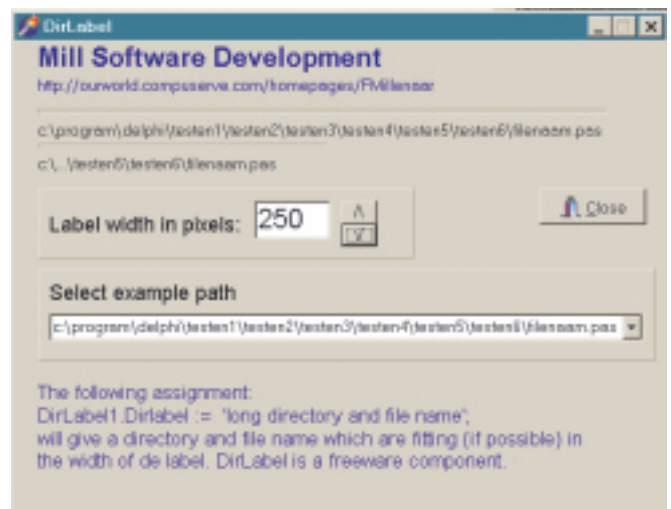 DirLabel
Mill Software Development
http://ourworld.compuserve.com/homepages/FMillenaar
c:\program\delphi\testen1\testen2\testen3\testen4\testen5\testen6\filenaam.pas
c:\...\testen5\testen6\filenaam.pas
Label width in pixels: 250
Close
Select example path
c:\program\delphi\testen1\testen2\testen3\testen4\testen5\testen6\filenaam.pas
The following assignment:
DirLabel1.Dirlabel := 'long directory and file name';
will give a directory and file name which are fitting (if possible) in
the width of de label. DirLabel is a freeware component.